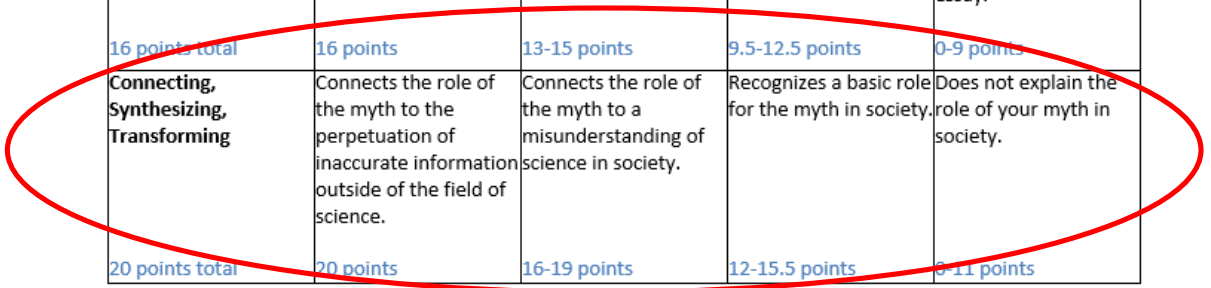 16 points total
16 points
13-15 points
9.5-12.5 points
0-9 points
Connecting,
Synthesizing,
Transforming
20 points total
Connects the role of
the myth to the
perpetuation of
inaccurate information
outside of the field of
science.
20 points
Connects the role of
the myth to a
misunderstanding of
science in society.
16-19 points
Recognizes a basic role
for the myth in society.
12-15.5 points
Does not explain the
role of your myth in
society.
0-11 points